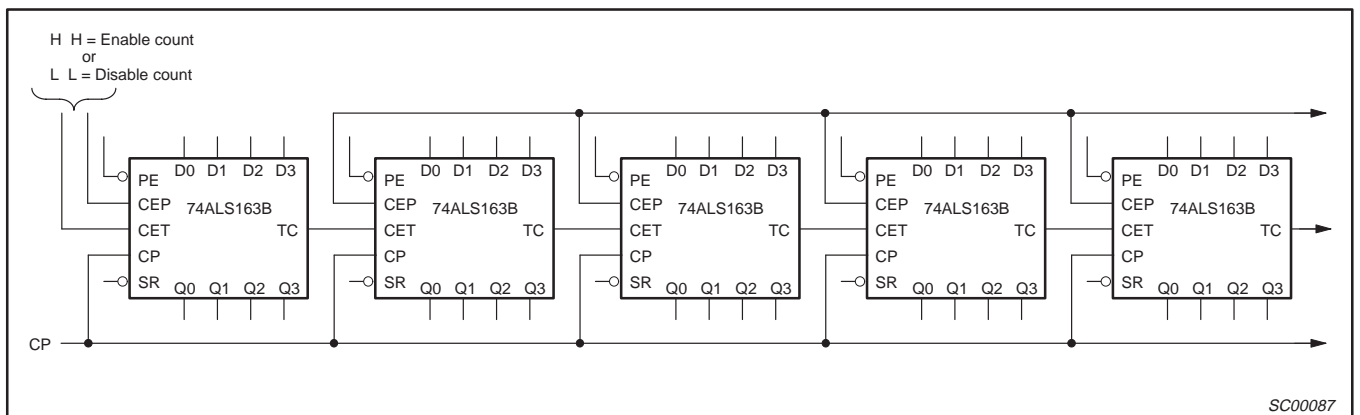 H H = Enable count
or
L L = Disable count
D0 D1 D2 D3
PE
CEP 74ALS163B
CET TC
CP
SR
Q0 Q1 Q2 Q3
D0 D1 D2 D3
PE
CEP 74ALS163B
CET TC
CP
SR
Q0 Q1 Q2 Q3
D0 D1 D2 D3
PE
CEP 74ALS163B
CET TC
CP
SR
Q0 Q1 Q2 Q3
D0 D1 D2 D3
PE
CEP 74ALS163B
CET TC
CP
SR
Q0 Q1 Q2 Q3
D0 D1 D2 D3
PE
CEP 74ALS163B
CET TC
CP
SR
Q0 Q1 Q2 Q3
CP
SC00087